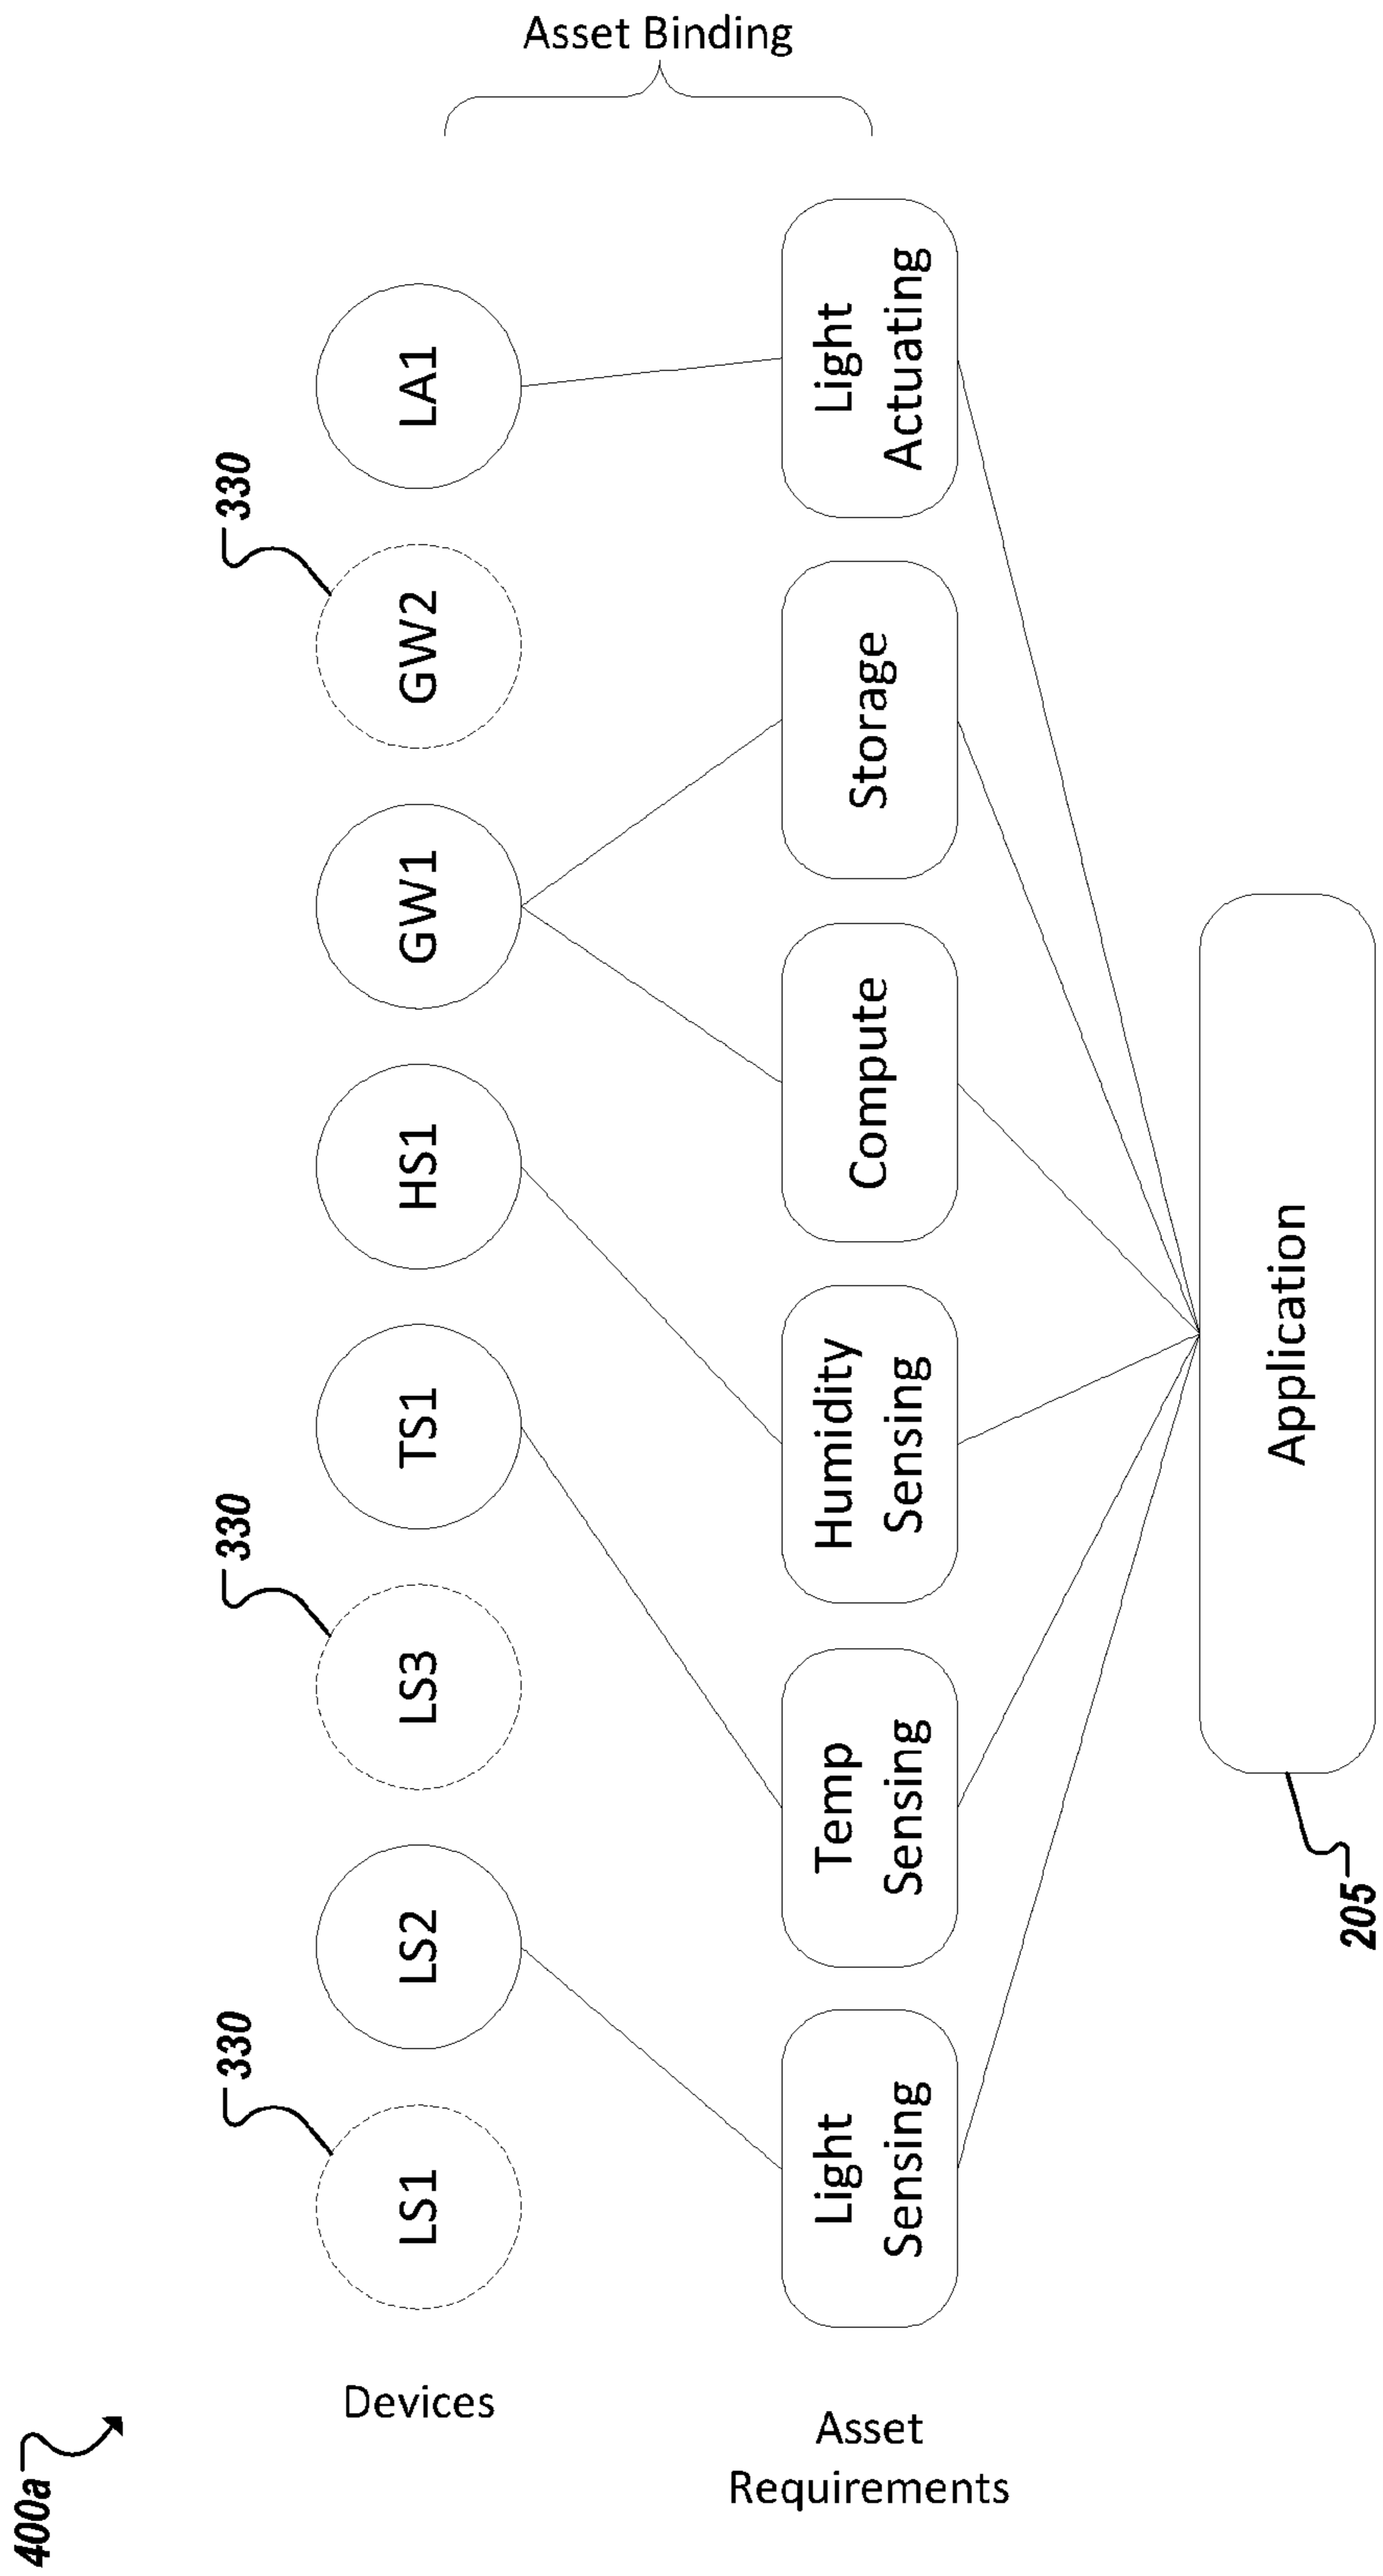 400a
Asset Binding
330
330
330
Devices
LS1
LS2
LS3
TS1
HS1
GW1
GW2
LA1
Asset
Requirements
Light
Sensing
Temp
Sensing
Humidity
Sensing
Compute
Storage
Light
Actuating
Application
205